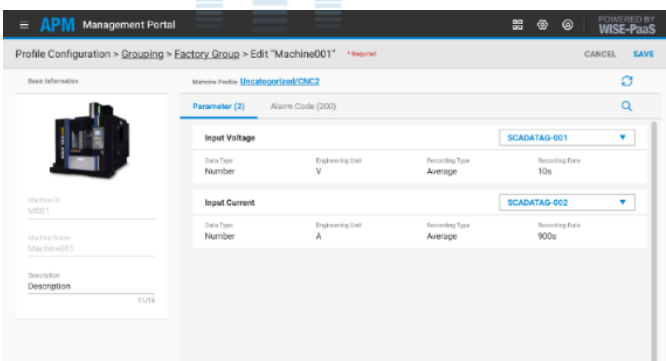 APM Management Portal
POWERED BY
WISE-PaaS
Profile Configuration > Grouping > Factory Group > Edit "Machine001" * Required
CANCEL SAVE
Basic Information
Mahcine Profile: Uncategorized/CNC2
Parameter (2) Alarm Code (200)
Input Voltage SCADATAG-001
Data Type Engineering Unit Recording Type Recording Rate
Number V Average 10s
Input Current SCADATAG-002
Data Type Engineering Unit Recording Type Recording Rate
Number A Average 900s
Machine ID
M001
Machine Name
Machine001
Description
Description
11/16